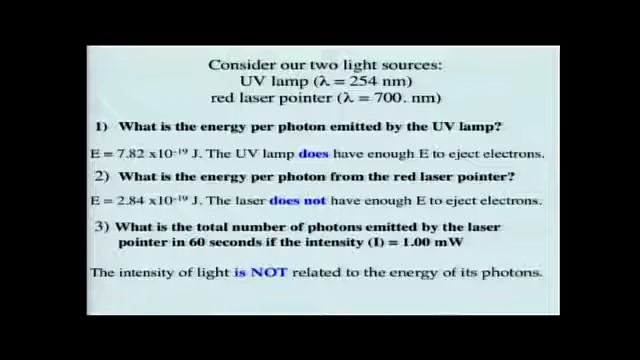 Consider our two light sources:
UV lamp (λ = 254 nm)
red laser pointer (λ = 700. nm)
1) What is the energy per photon emitted by the UV lamp?
E = 7.82 x10⁻¹⁹ J. The UV lamp does have enough E to eject electrons.
2) What is the energy per photon from the red laser pointer?
E = 2.84 x10⁻¹⁹ J. The laser does not have enough E to eject electrons.
3) What is the total number of photons emitted by the laser
pointer in 60 seconds if the intensity (I) = 1.00 mW
The intensity of light is NOT related to the energy of its photons.